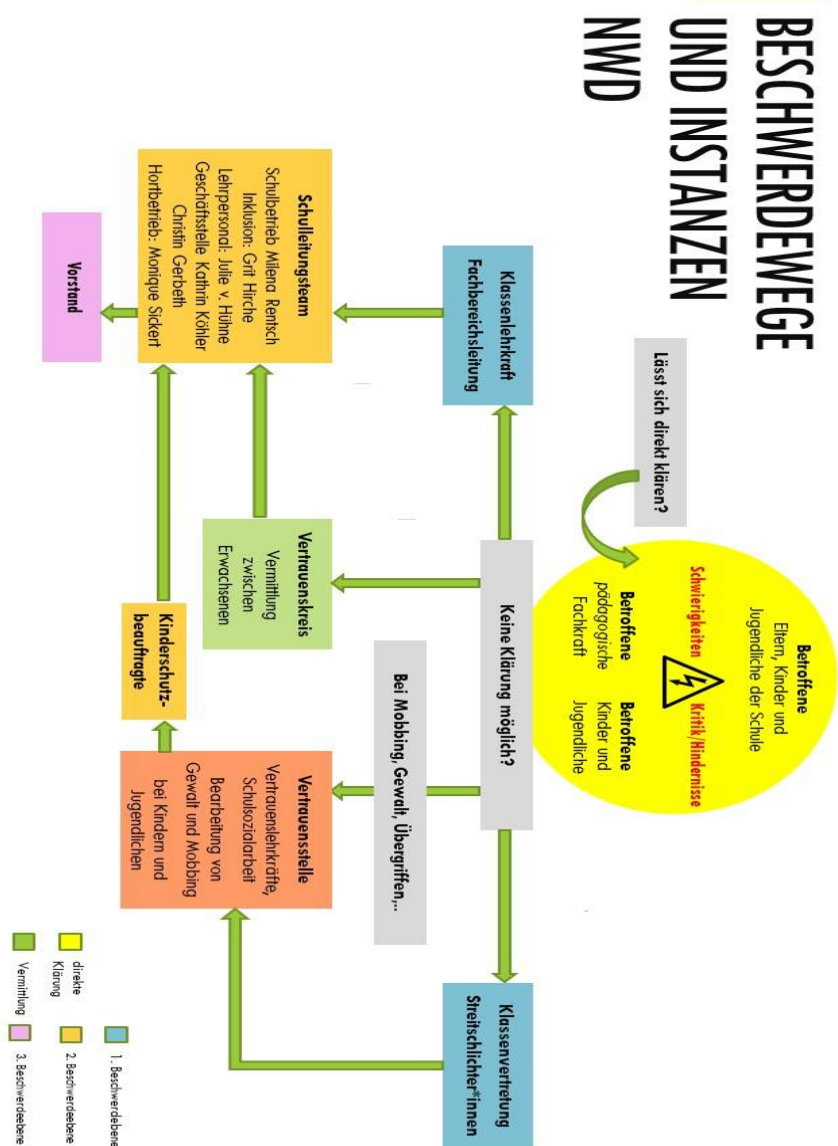 BESCHWERDEWEGE
UND INSTANZEN
NWD
Lässt sich direkt klären?
Betroffene
Eltern, Kinder und
Jugendliche der Schule
Schwierigkeiten
Kritik/Hindernisse
Betroffene
pädagogische
Fachkraft
Betroffene
Kinder und
Jugendliche
Klassenlehrkraft
Fachbereichsleitung
Keine Klärung möglich?
Klassenvertretung
Streitschlichter*innen
Bei Mobbing, Gewalt, Übergriffen,..
Schulleitungsteam
Schulbetrieb Milena Rentsch
Inklusion: Grit Hirche
Lehrpersonal: Julie v. Hühne
Geschäftsstelle Kathrin Köhler
Christin Gerbeth
Hortbetrieb: Monique Sickert
Vertrauenskreis
Vermittlung
zwischen
Erwachsenen
Kinderschutz-
beauftragte
Vertrauensstelle
Vertrauenslehrkräfte,
Schulsozialarbeit
Bearbeitung von
Gewalt und Mobbing
bei Kindern und
Jugendlichen
Vorstand
1. Beschwerdebene
direkte
Klärung
2. Beschwerdeebene
Vermittlung
3. Beschwerdeebene